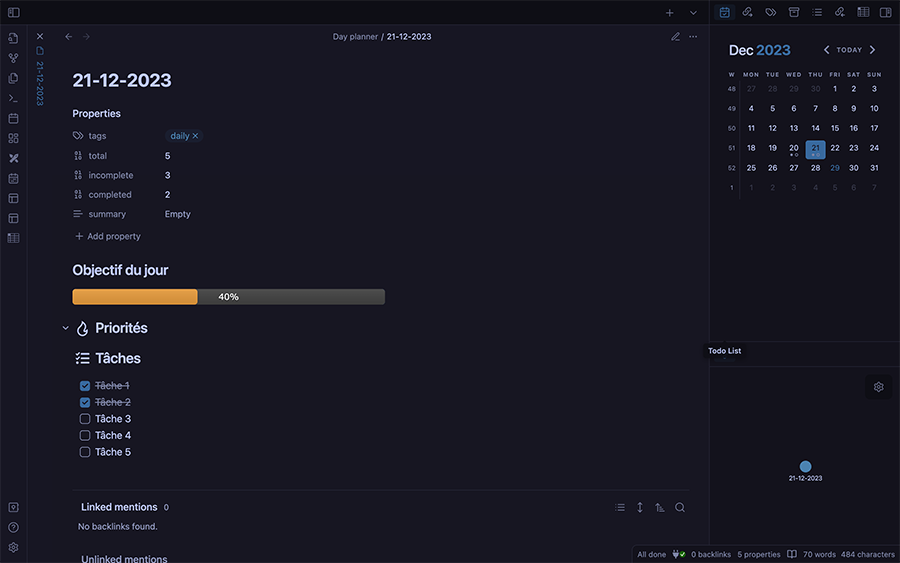 Day planner / 21-12-2023
21-12-2023
21-12-2023
Properties
tags daily ×
total 5
incomplete 3
completed 2
summary Empty
+ Add property
Objectif du jour
40%
Priorités
Tâches
Tâche 1
Tâche 2
Tâche 3
Tâche 4
Tâche 5
Linked mentions 0
No backlinks found.
Unlinked mentions
Dec 2023 TODAY
W MON TUE WED THU FRI SAT SUN
48 27 28 29 30 1 2 3
49 4 5 6 7 8 9 10
50 11 12 13 14 15 16 17
51 18 19 20 21 22 23 24
52 25 26 27 28 29 30 31
1 1 2 3 4 5 6 7
Todo List
21-12-2023
All done 0 backlinks 5 properties 70 words 484 characters